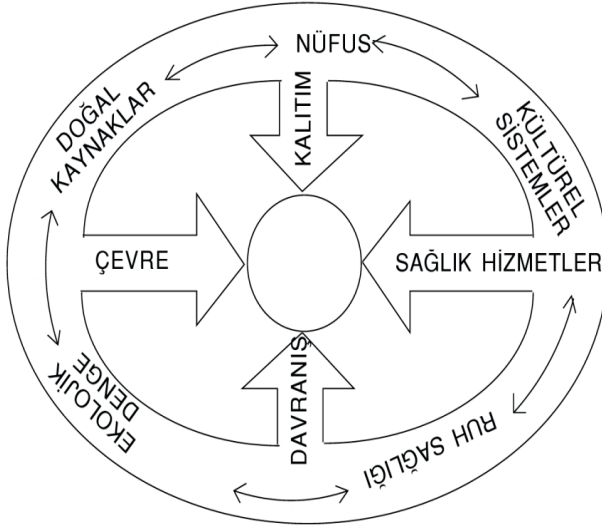 NÜFUS
KALITIM
DOĞAL
KAYNAKLAR
KÜLTÜREL
SİSTEMLER
ÇEVRE
SAĞLIK HİZMETLER
DAVRANIŞ
EKOLOJİK
DENGE
RUH SAĞLIĞI